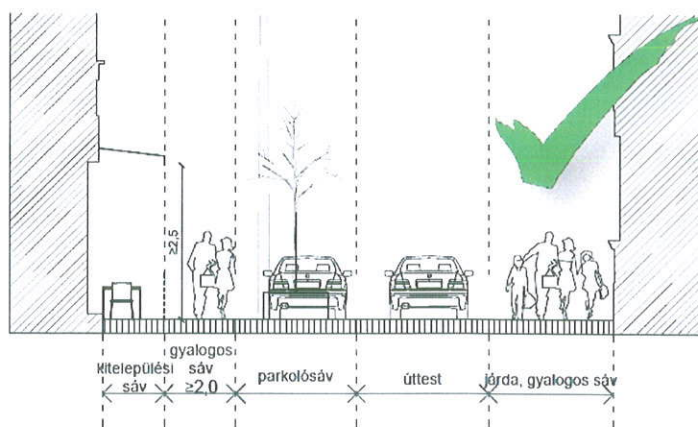 ≥2,5
kitelepülési
sáv
gyalogos
sáv
≥2,0
parkolósáv
úttest
járda, gyalogos sáv